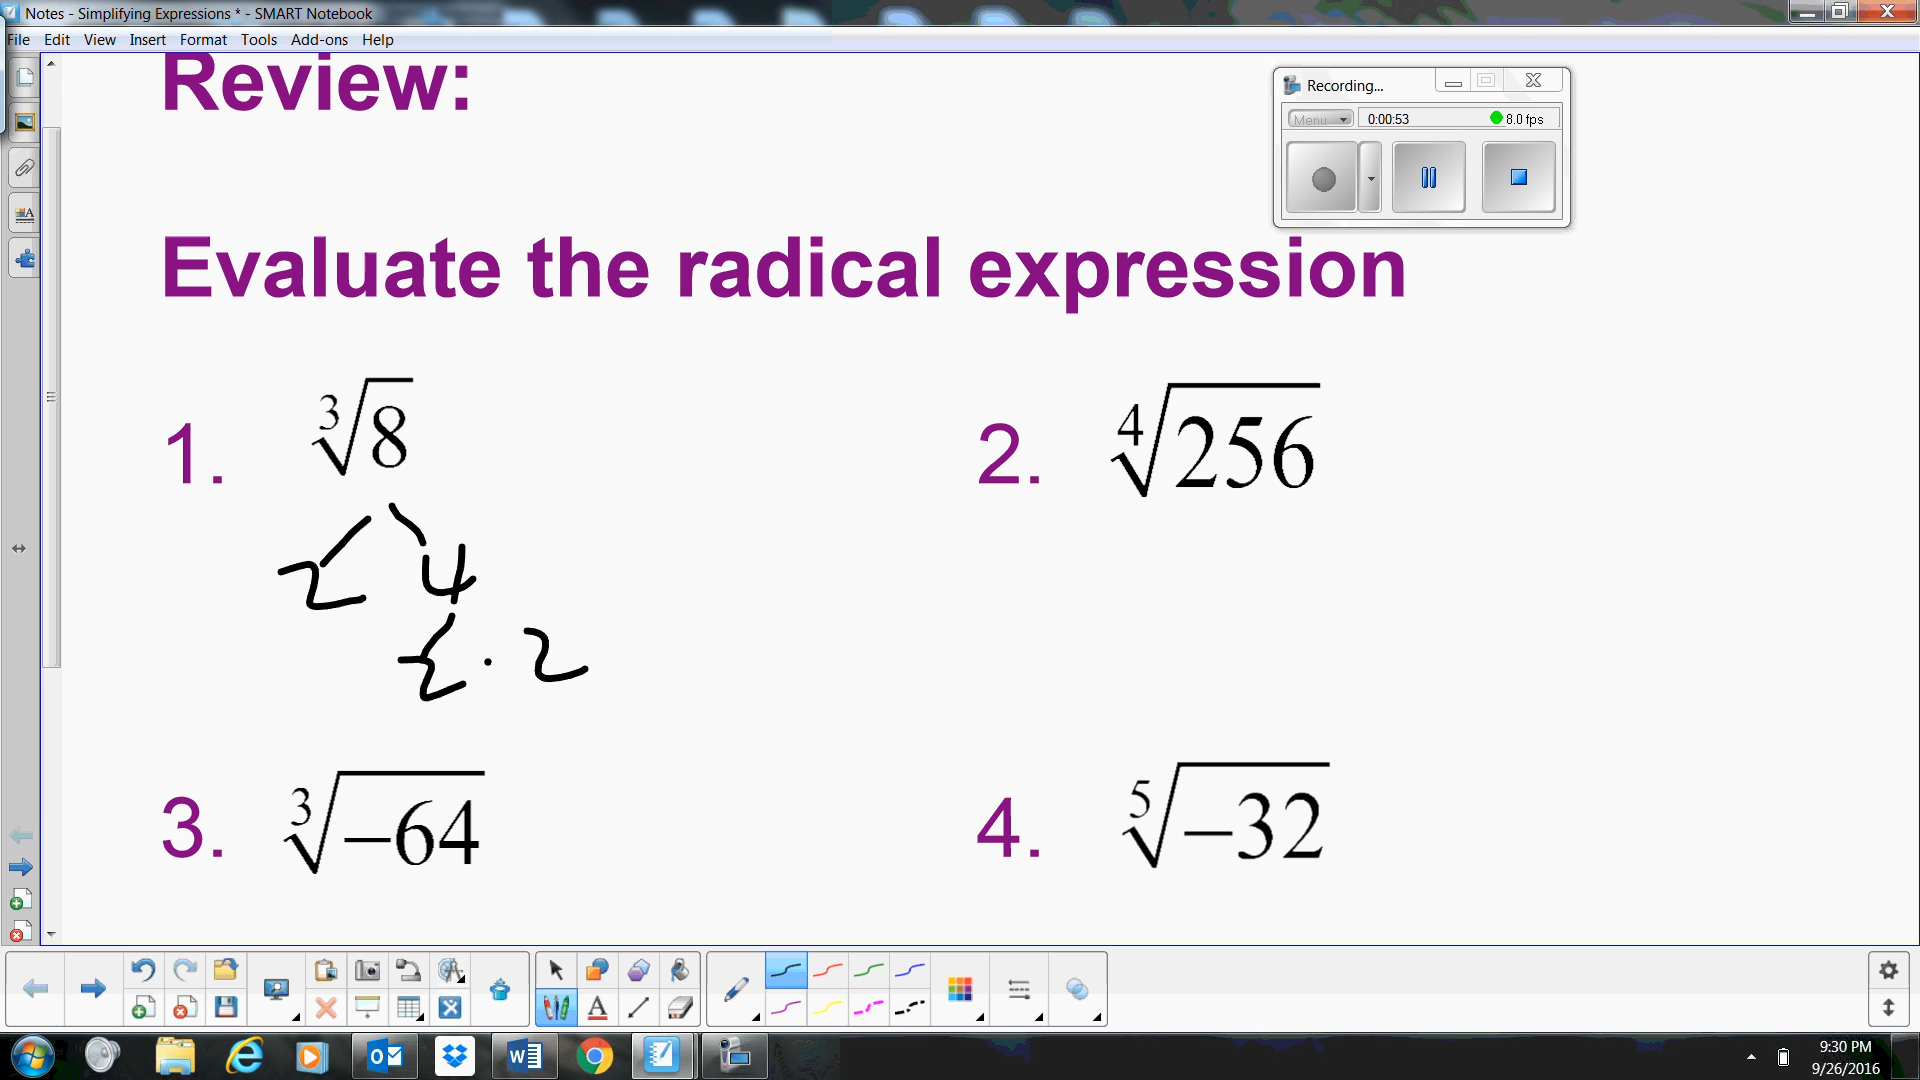 Notes - Simplifying Expressions * - SMART Notebook
File Edit View Insert Format Tools Add-ons Help
Review:
Recording...
Menu 0:00:53 8.0 fps
Evaluate the radical expression
1. ∛8
2. ∜256
2 4
2 · 2
3. ∛−64
4. ⁵√−32
9:30 PM
9/26/2016